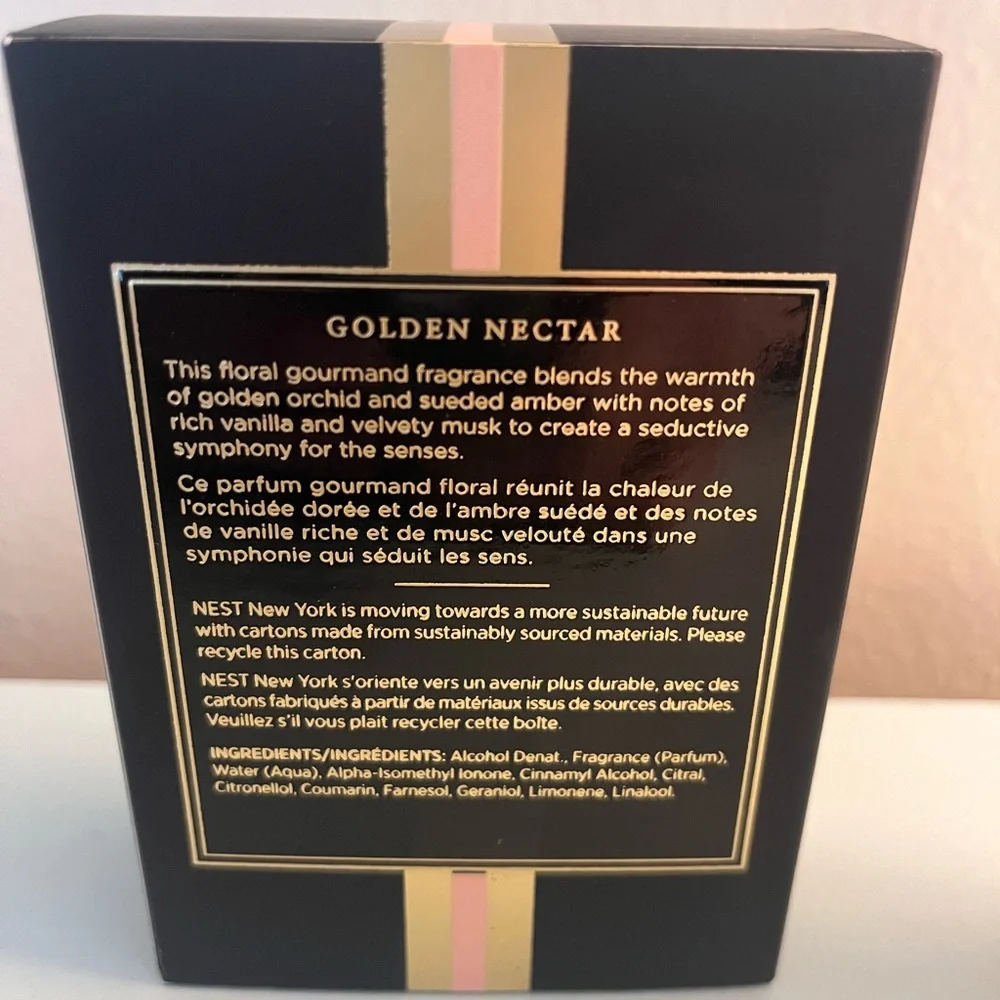 GOLDEN NECTAR
This floral gourmand fragrance blends the warmth
of golden orchid and sueded amber with notes of
rich vanilla and velvety musk to create a seductive
symphony for the senses.
Ce parfum gourmand floral réunit la chaleur de
l'orchidée dorée et de l'ambre suédé et des notes
de vanille riche et de musc velouté dans une
symphonie qui séduit les sens.
NEST New York is moving towards a more sustainable future
with cartons made from sustainably sourced materials. Please
recycle this carton.
NEST New York s'oriente vers un avenir plus durable, avec des
cartons fabriqués à partir de matériaux issus de sources durables.
Veuillez s'il vous plait recycler cette boîte.
INGREDIENTS/INGRÉDIENTS: Alcohol Denat., Fragrance (Parfum),
Water (Aqua), Alpha-Isomethyl Ionone, Cinnamyl Alcohol, Citral,
Citronellol, Coumarin, Farnesol, Geraniol, Limonene, Linalool.